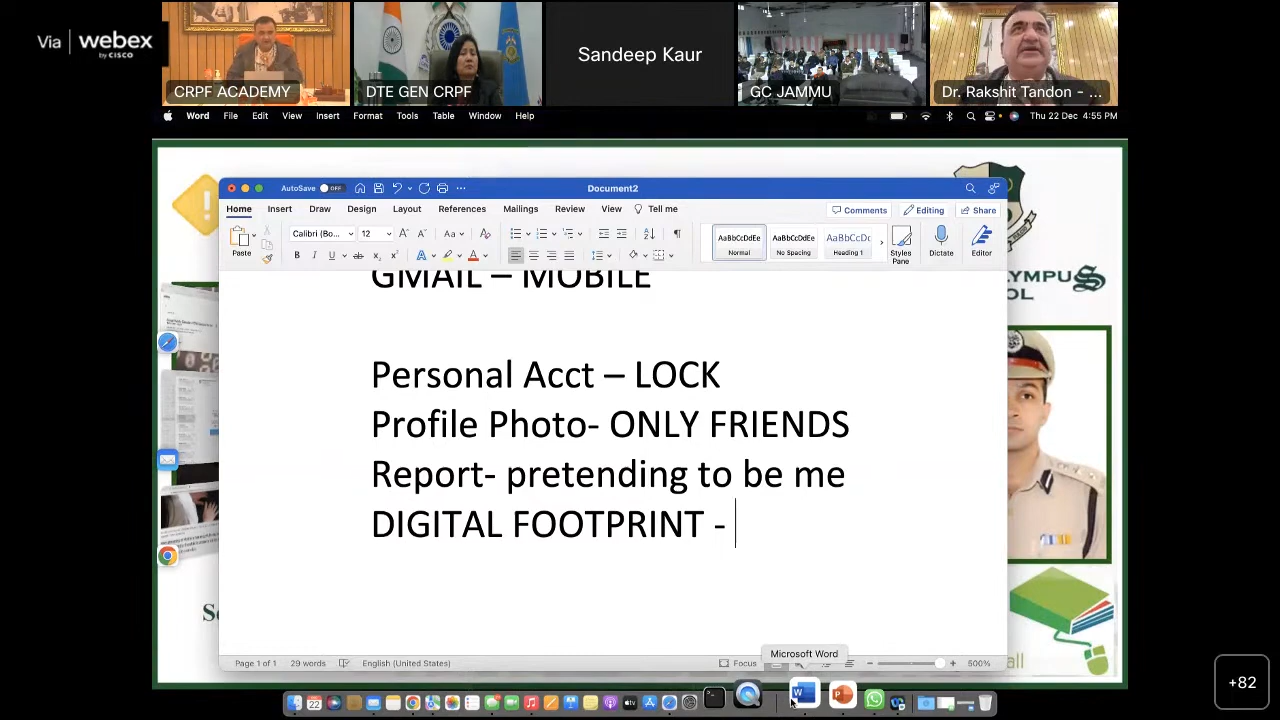 Via webex
by CISCO
CRPF ACADEMY
DTE GEN CRPF
Sandeep Kaur
GC JAMMU
Dr. Rakshit Tandon - ...
Word File Edit View Insert Format Tools Table Window Help
Thu 22 Dec 4:55 PM
AutoSave OFF
Document2
Home Insert Draw Design Layout References Mailings Review View Tell me
Comments Editing Share
Paste
Calibri (Bo... 12
AaBbCcDdEe AaBbCcDdEe AaBbCcDc
Normal No Spacing Heading 1
Styles Pane
Dictate
Editor
GMAIL – MOBILE
Personal Acct – LOCK
Profile Photo- ONLY FRIENDS
Report- pretending to be me
DIGITAL FOOTPRINT -
Microsoft Word
Page 1 of 1 29 words English (United States) Focus 500%
+82